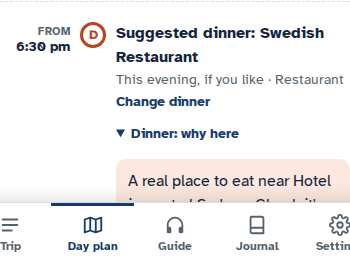 FROM
6:30 pm
D
Suggested dinner: Swedish
Restaurant
This evening, if you like · Restaurant
Change dinner
▼ Dinner: why here
A real place to eat near Hotel
Trip
Day plan
Guide
Journal
Settin